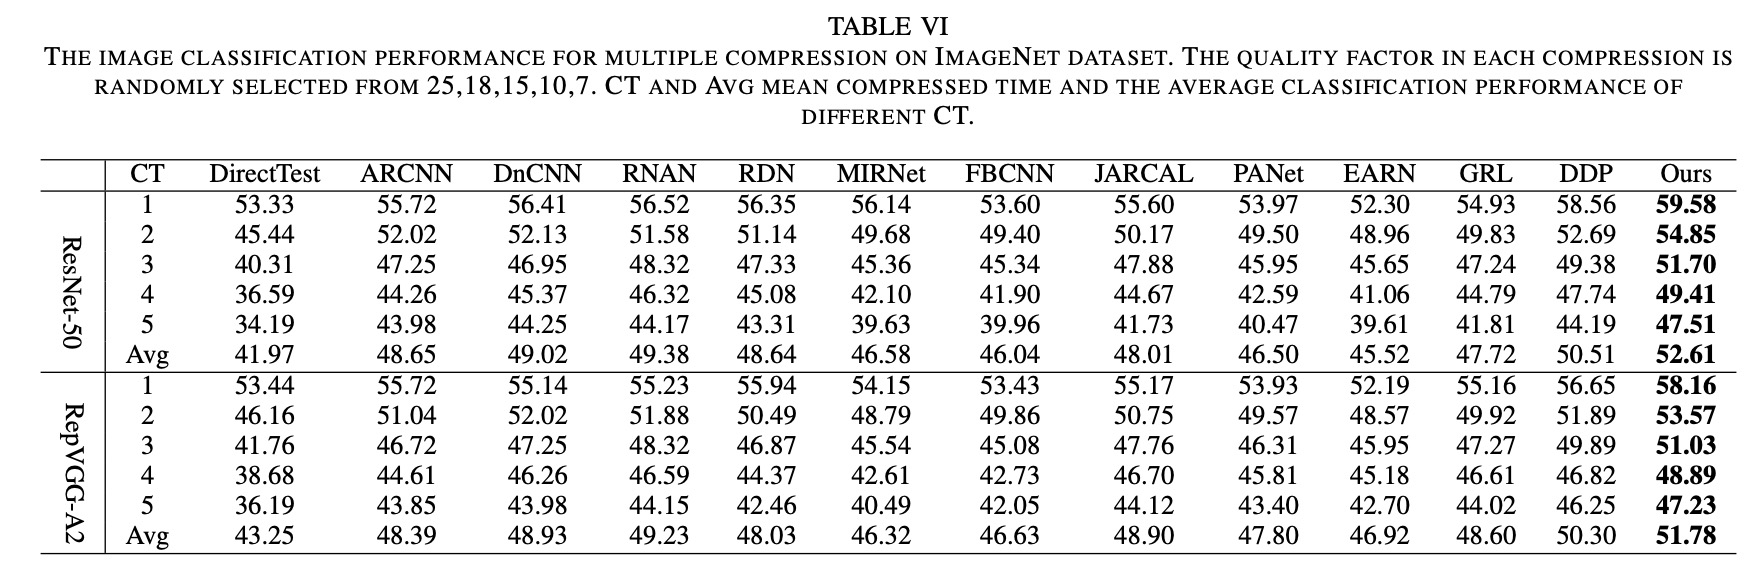 TABLE VI
THE IMAGE CLASSIFICATION PERFORMANCE FOR MULTIPLE COMPRESSION ON IMAGENET DATASET. THE QUALITY FACTOR IN EACH COMPRESSION IS
RANDOMLY SELECTED FROM 25,18,15,10,7. CT AND AVG MEAN COMPRESSED TIME AND THE AVERAGE CLASSIFICATION PERFORMANCE OF
DIFFERENT CT.
CT DirectTest ARCNN DnCNN RNAN RDN MIRNet FBCNN JARCAL PANet EARN GRL DDP Ours
ResNet-50
1 53.33 55.72 56.41 56.52 56.35 56.14 53.60 55.60 53.97 52.30 54.93 58.56 59.58
2 45.44 52.02 52.13 51.58 51.14 49.68 49.40 50.17 49.50 48.96 49.83 52.69 54.85
3 40.31 47.25 46.95 48.32 47.33 45.36 45.34 47.88 45.95 45.65 47.24 49.38 51.70
4 36.59 44.26 45.37 46.32 45.08 42.10 41.90 44.67 42.59 41.06 44.79 47.74 49.41
5 34.19 43.98 44.25 44.17 43.31 39.63 39.96 41.73 40.47 39.61 41.81 44.19 47.51
Avg 41.97 48.65 49.02 49.38 48.64 46.58 46.04 48.01 46.50 45.52 47.72 50.51 52.61
RepVGG-A2
1 53.44 55.72 55.14 55.23 55.94 54.15 53.43 55.17 53.93 52.19 55.16 56.65 58.16
2 46.16 51.04 52.02 51.88 50.49 48.79 49.86 50.75 49.57 48.57 49.92 51.89 53.57
3 41.76 46.72 47.25 48.32 46.87 45.54 45.08 47.76 46.31 45.95 47.27 49.89 51.03
4 38.68 44.61 46.26 46.59 44.37 42.61 42.73 46.70 45.81 45.18 46.61 46.82 48.89
5 36.19 43.85 43.98 44.15 42.46 40.49 42.05 44.12 43.40 42.70 44.02 46.25 47.23
Avg 43.25 48.39 48.93 49.23 48.03 46.32 46.63 48.90 47.80 46.92 48.60 50.30 51.78